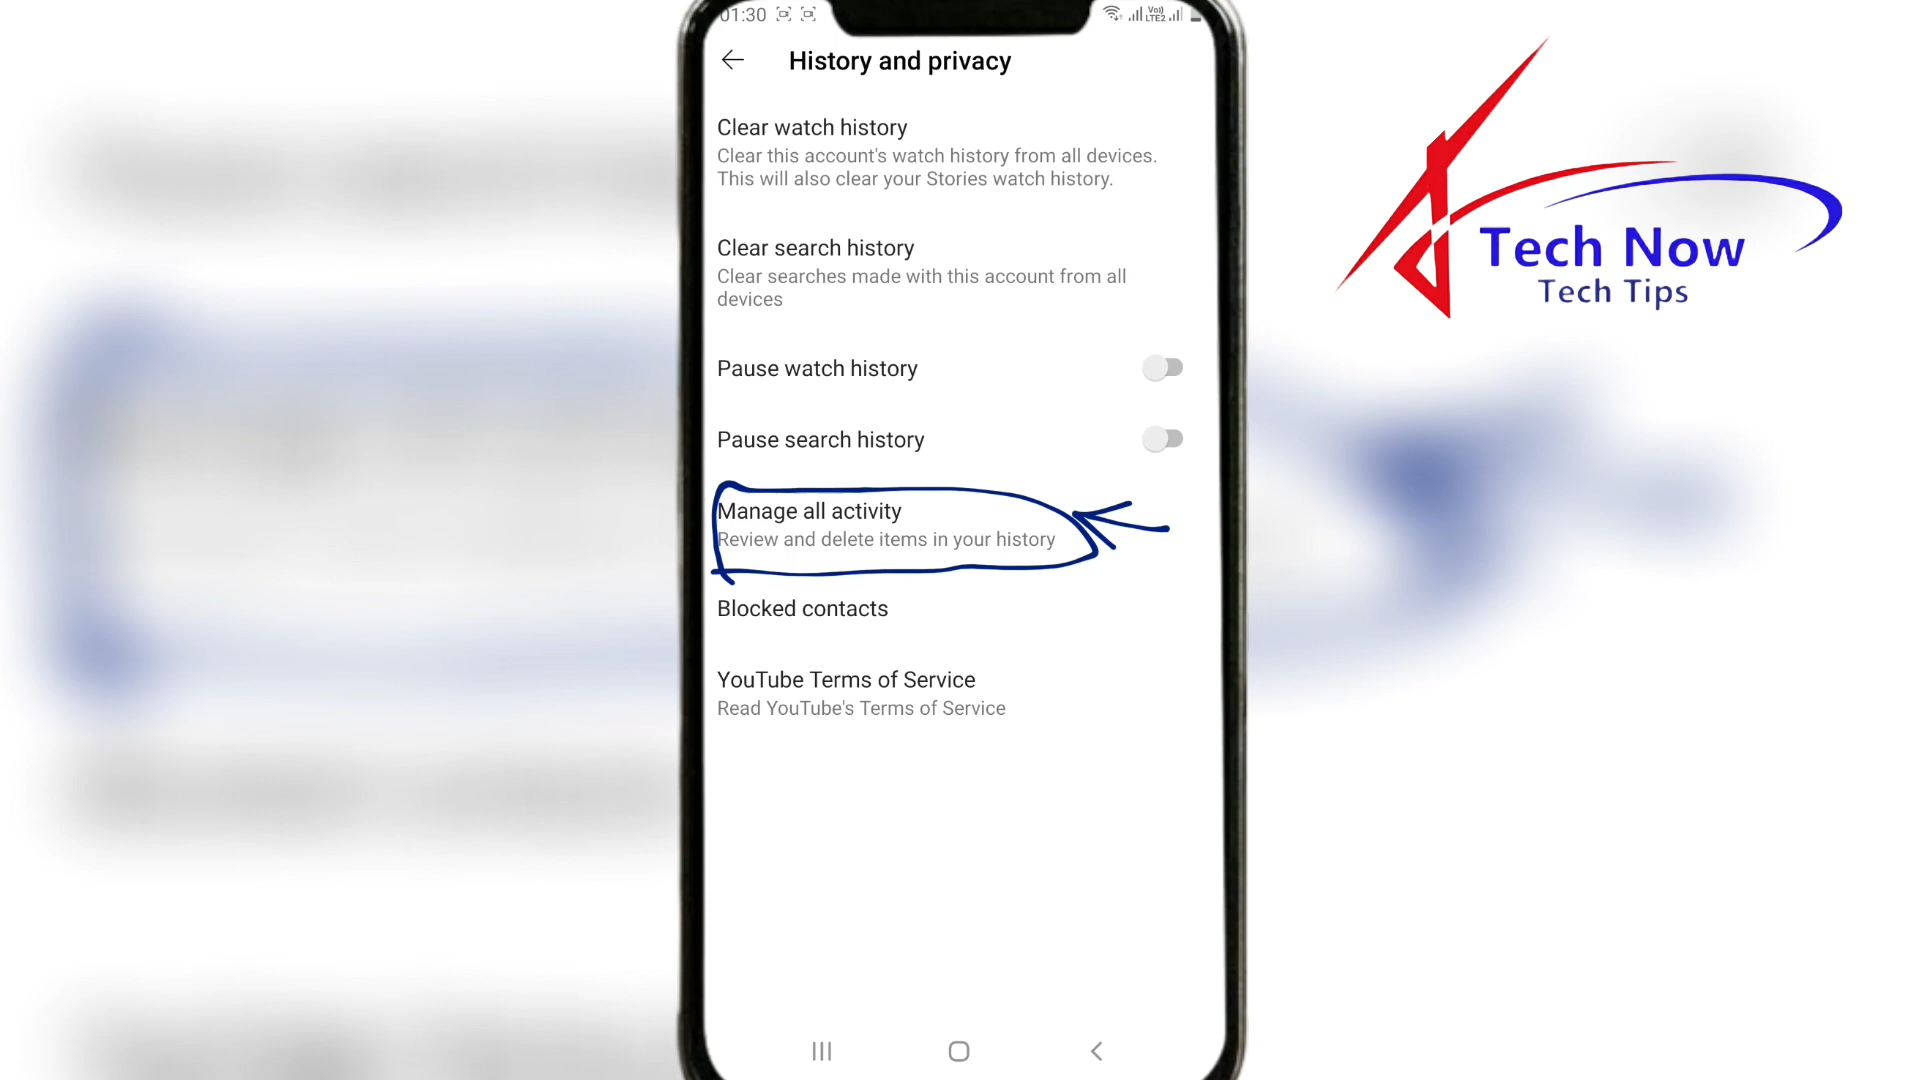 01:30
Vo))
LTE2
History and privacy
Clear watch history
Clear this account's watch history from all devices.
This will also clear your Stories watch history.
Clear search history
Clear searches made with this account from all
devices
Pause watch history
Pause search history
Manage all activity
Review and delete items in your history
Blocked contacts
YouTube Terms of Service
Read YouTube's Terms of Service
Tech Now
Tech Tips